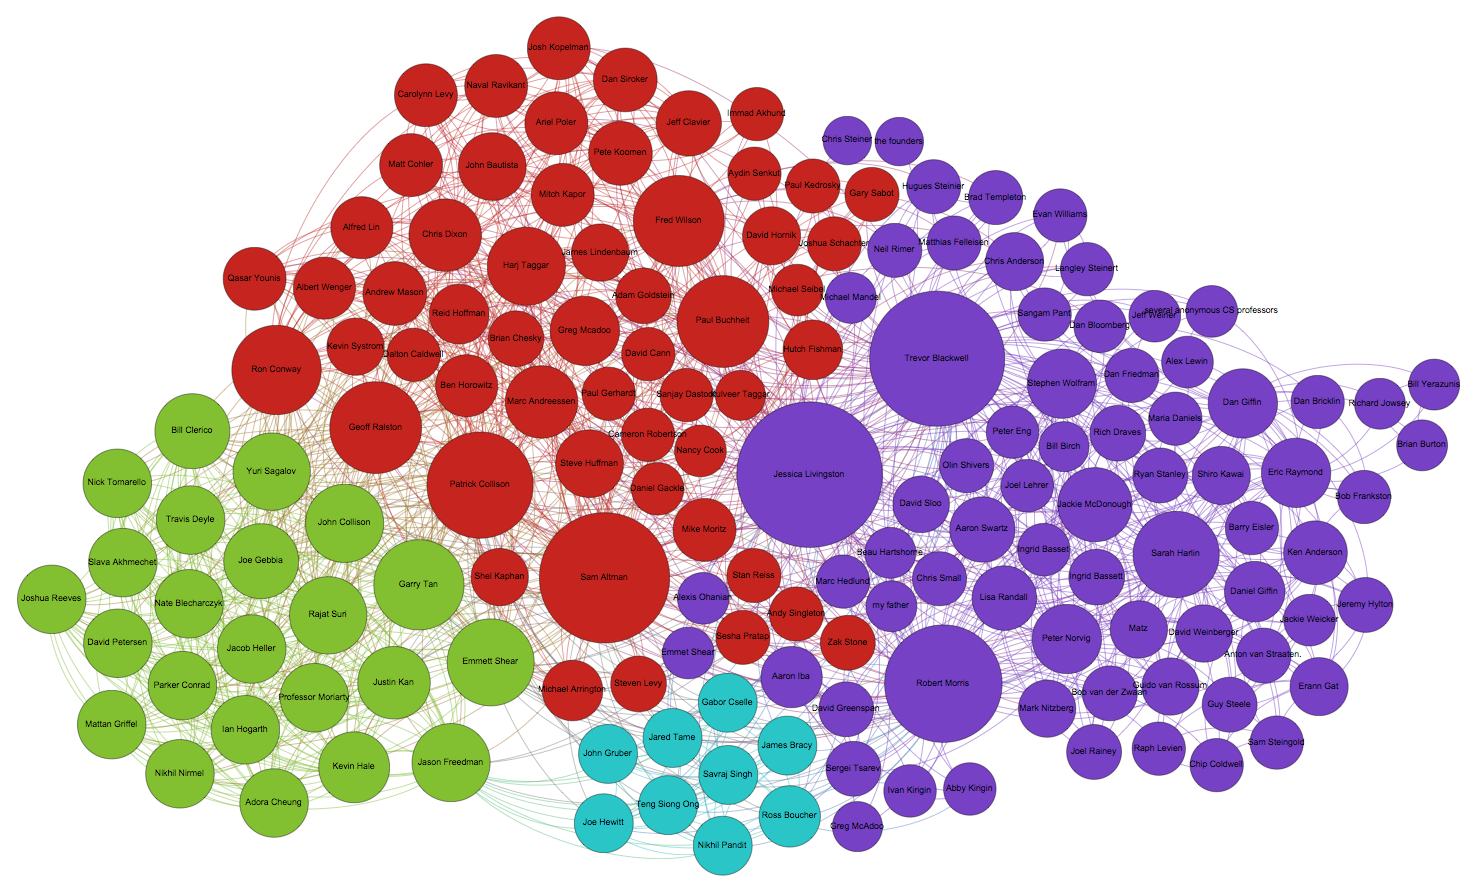 Josh Kopelman
Dan Siroker
Naval Ravikant
Carolynn Levy
Immad Akhund
Ariel Poler
Jeff Clavier
Chris Steiner
the founders
Pete Koomen
Matt Cohler
John Bautista
Aydin Senkut
Paul Kedrosky
Hugues Steinier
Mitch Kapor
Gary Sabot
Brad Templeton
Evan Williams
Fred Wilson
Alfred Lin
Chris Dixon
David Hornik
Joshua Schachter
Matthias Felleisen
Neil Rimer
James Lindenbaum
Chris Anderson
Harj Taggar
Langley Steinert
Qasar Younis
Albert Wenger
Andrew Mason
Michael Seibel
Adam Goldstein
Michael Mandel
Reid Hoffman
Sangam Pant
Jeff Weiner
several anonymous CS professors
Paul Buchheit
Dan Bloomberg
Greg Mcadoo
Brian Chesky
Kevin Systrom
Dalton Caldwell
David Cann
Hutch Fishman
Trevor Blackwell
Alex Lewin
Ron Conway
Dan Friedman
Ben Horowitz
Stephen Wolfram
Bill Yerazunis
Paul Gerhardt
Sanjay Dastoor
Kulveer Taggar
Marc Andreessen
Dan Giffin
Dan Bricklin
Richard Jowsey
Maria Daniels
Geoff Ralston
Bill Clerico
Peter Eng
Rich Draves
Cameron Robertson
Bill Birch
Brian Burton
Nancy Cook
Steve Huffman
Olin Shivers
Yuri Sagalov
Jessica Livingston
Ryan Stanley
Shiro Kawai
Eric Raymond
Nick Tomarello
Patrick Collison
Joel Lehrer
Daniel Gackle
Bob Frankston
David Sloo
Jackie McDonough
Travis Deyle
John Collison
Mike Moritz
Aaron Swartz
Barry Eisler
Ingrid Basset
Beau Hartshorne
Ken Anderson
Sarah Harlin
Joe Gebbia
Slava Akhmechet
Shel Kaphan
Sam Altman
Stan Reiss
Marc Hedlund
Chris Small
Ingrid Bassett
Garry Tan
Daniel Giffin
Joshua Reeves
Alexis Ohanian
Lisa Randall
Nate Blecharczyk
my father
Jeremy Hylton
Andy Singleton
Rajat Suri
Jackie Weicker
Matz
David Weinberger
Sesha Pratap
Zak Stone
Peter Norvig
David Petersen
Jacob Heller
Emmet Shear
Anton van Straaten.
Emmett Shear
Aaron Iba
Justin Kan
Parker Conrad
Robert Morris
Guido van Rossum
Erann Gat
Steven Levy
Michael Arrington
Bob van der Zwaan
Professor Moriarty
Gabor Cselle
Guy Steele
David Greenspan
Mark Nitzberg
Mattan Griffel
Ian Hogarth
Jared Tame
Sam Steingold
James Bracy
Raph Levien
Joel Rainey
John Gruber
Jason Freedman
Chip Coldwell
Kevin Hale
Sergei Tsarev
Nikhil Nirmel
Savraj Singh
Abby Kingin
Ivan Kirigin
Adora Cheung
Teng Siong Ong
Ross Boucher
Joe Hewitt
Greg McAdoo
Nikhil Pandit